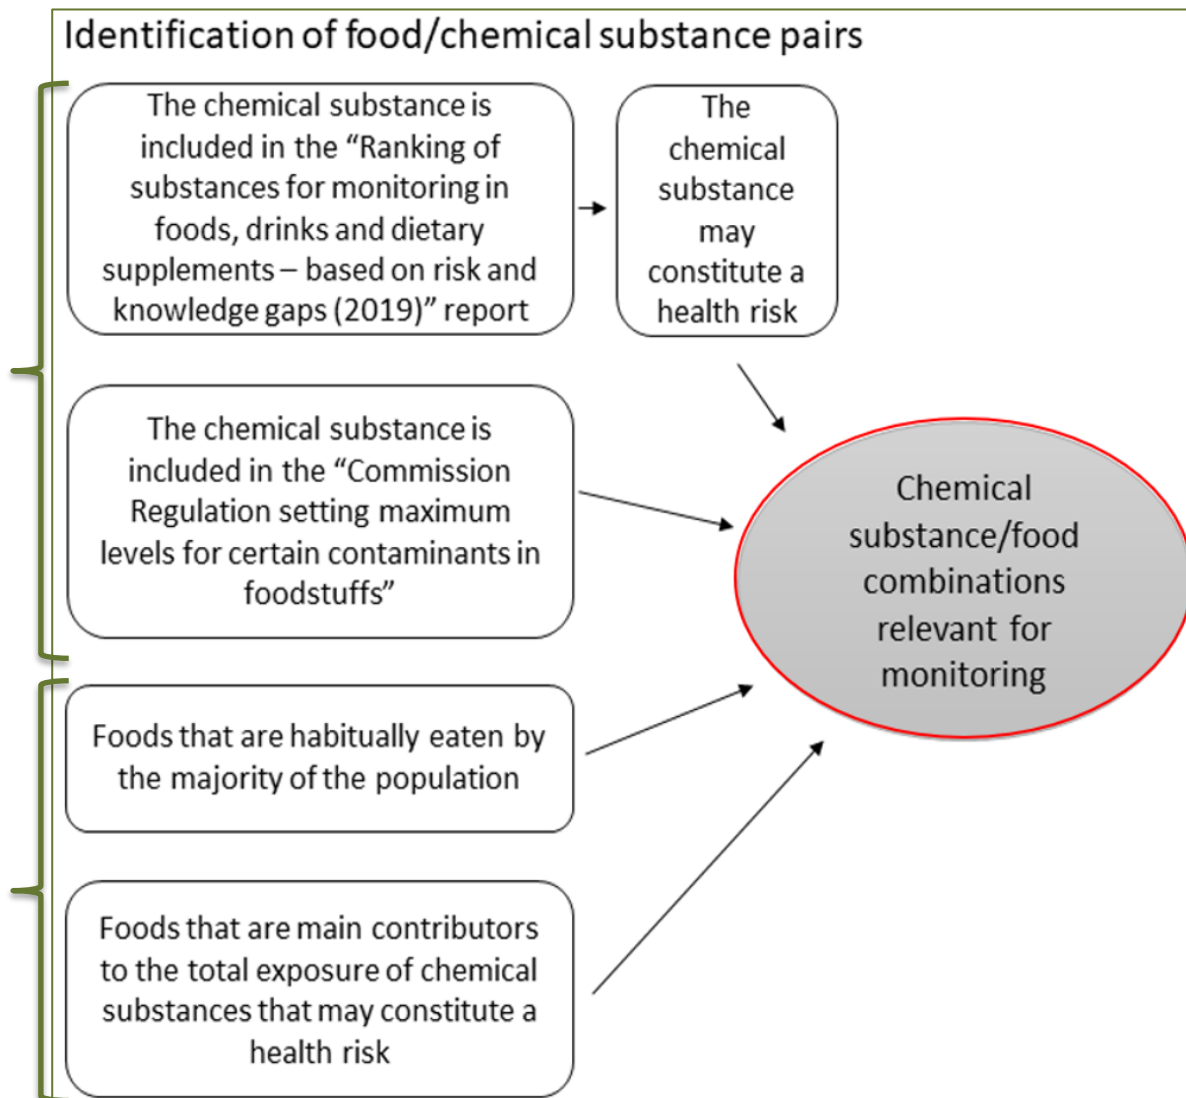 Identification of food/chemical substance pairs
The chemical substance is
included in the “Ranking of
substances for monitoring in
foods, drinks and dietary
supplements – based on risk and
knowledge gaps (2019)” report
The
chemical
substance
may
constitute a
health risk
The chemical substance is
included in the “Commission
Regulation setting maximum
levels for certain contaminants in
foodstuffs”
Chemical
substance/food
combinations
relevant for
monitoring
Foods that are habitually eaten by
the majority of the population
Foods that are main contributors
to the total exposure of chemical
substances that may constitute a
health risk